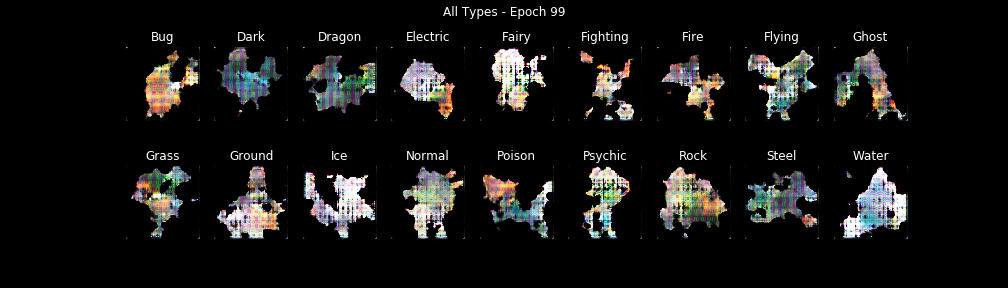 All Types - Epoch 99
Bug Dark Dragon Electric Fairy Fighting Fire Flying Ghost
Grass Ground Ice Normal Poison Psychic Rock Steel Water